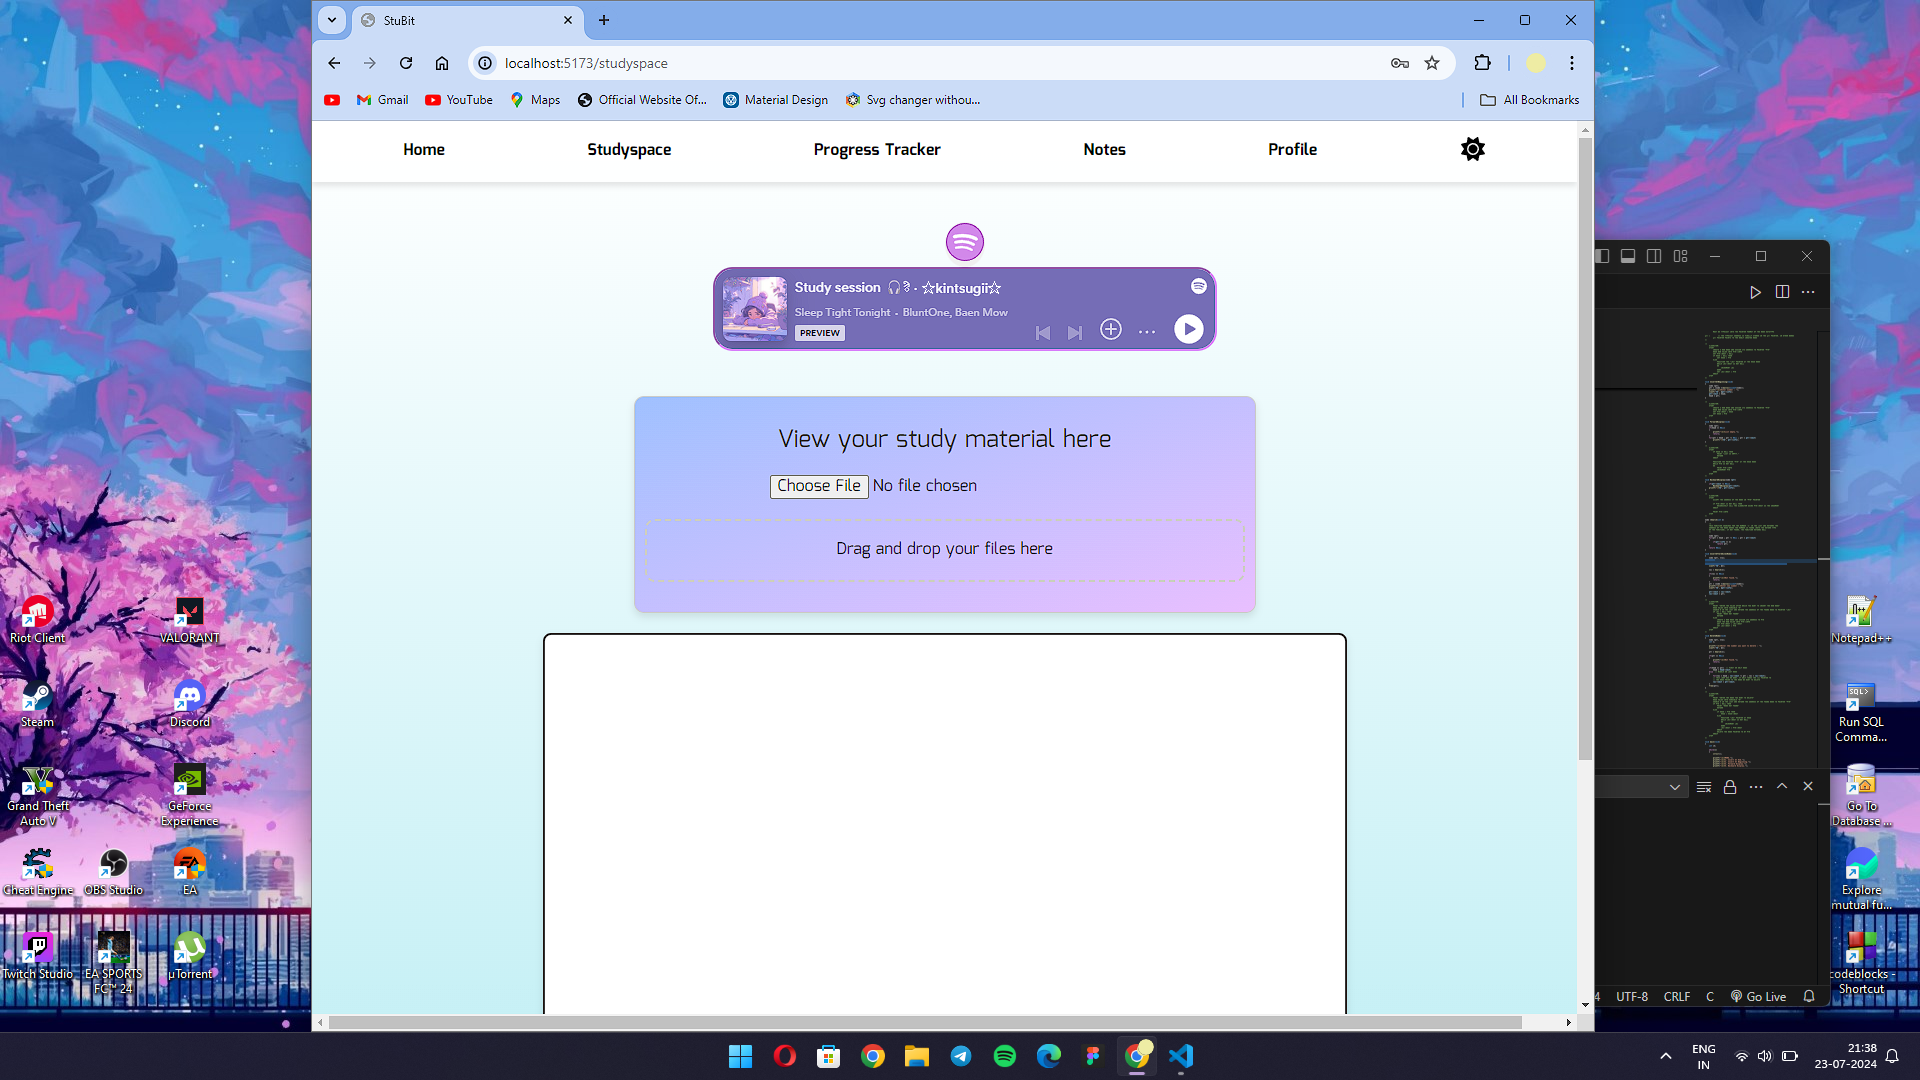 StuBit
localhost:5173/studyspace
Gmail
YouTube
Maps
Official Website Of...
Material Design
Svg changer withou...
All Bookmarks
Home
Studyspace
Progress Tracker
Notes
Profile
Study session 🎧 - ☆kintsugii☆
Sleep Tight Tonight - BluntOne, Baen Mow
PREVIEW
View your study material here
Choose File No file chosen
Drag and drop your files here
Riot Client
VALORANT
Steam
Discord
Grand Theft
Auto V
GeForce
Experience
Cheat Engine
OBS Studio
EA
Twitch Studio
EA SPORTS
FC™ 24
µTorrent
Notepad++
SQL>
Run SQL
Comma...
Go To
Database ...
Explore
mutual fu...
codeblocks -
Shortcut
4 UTF-8 CRLF C Go Live
ENG
IN
21:38
23-07-2024